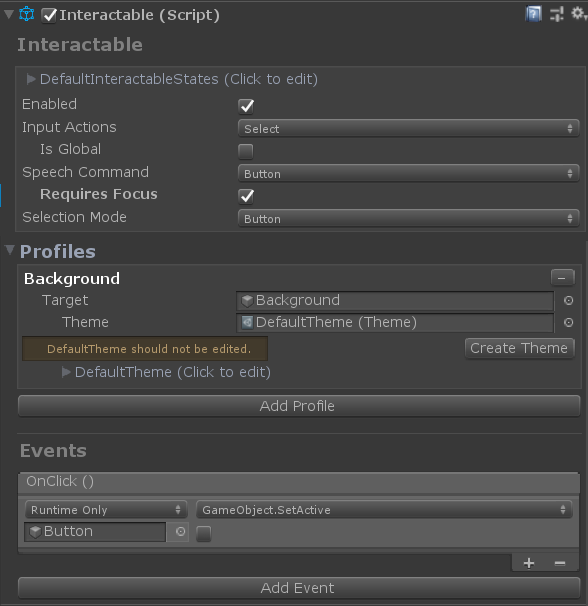 Interactable (Script)
Interactable
DefaultInteractableStates (Click to edit)
Enabled
Input Actions
Select
Is Global
Speech Command
Button
Requires Focus
Selection Mode
Button
Profiles
Background
Target
Background
Theme
DefaultTheme (Theme)
DefaultTheme should not be edited.
Create Theme
DefaultTheme (Click to edit)
Add Profile
Events
OnClick ()
Runtime Only
GameObject.SetActive
Button
Add Event